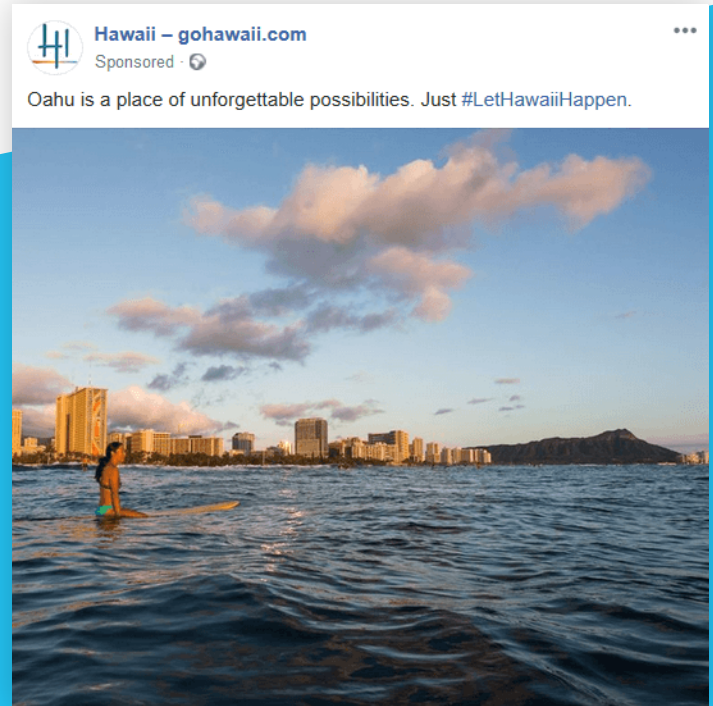 Hawaii – gohawaii.com
Sponsored ·
Oahu is a place of unforgettable possibilities. Just #LetHawaiiHappen.